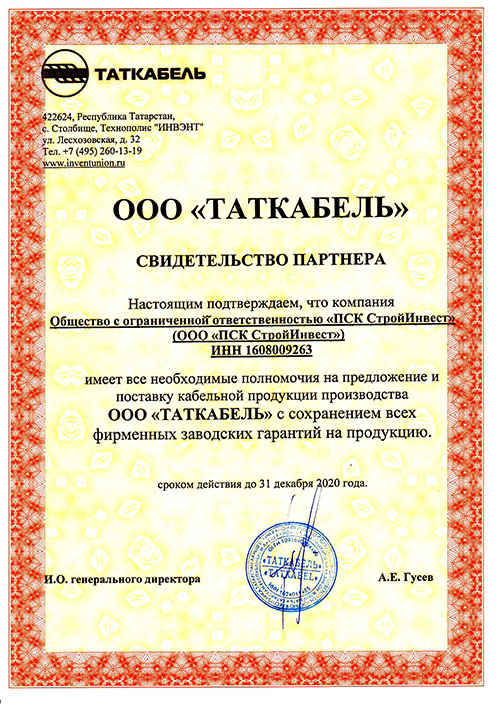 ТАТКАБЕЛЬ
422624, Республика Татарстан,
с. Столбище, Технополис "ИНВЭНТ"
ул. Лесхозовская, д. 32
Тел. +7 (495) 260-13-19
www.inventunion.ru
ООО «ТАТКАБЕЛЬ»
СВИДЕТЕЛЬСТВО ПАРТНЕРА
Настоящим подтверждаем, что компания
Общество с ограниченной ответственностью «ПСК СтройИнвест»
(ООО «ПСК СтройИнвест»)
ИНН 1608009263
имеет все необходимые полномочия на предложение и
поставку кабельной продукции производства
ООО «ТАТКАБЕЛЬ» с сохранением всех
фирменных заводских гарантий на продукцию.
сроком действия до 31 декабря 2020 года.
«ТАТКАБЕЛЬ»
«TATKABEL»
И.О. генерального директора
А.Е. Гусев